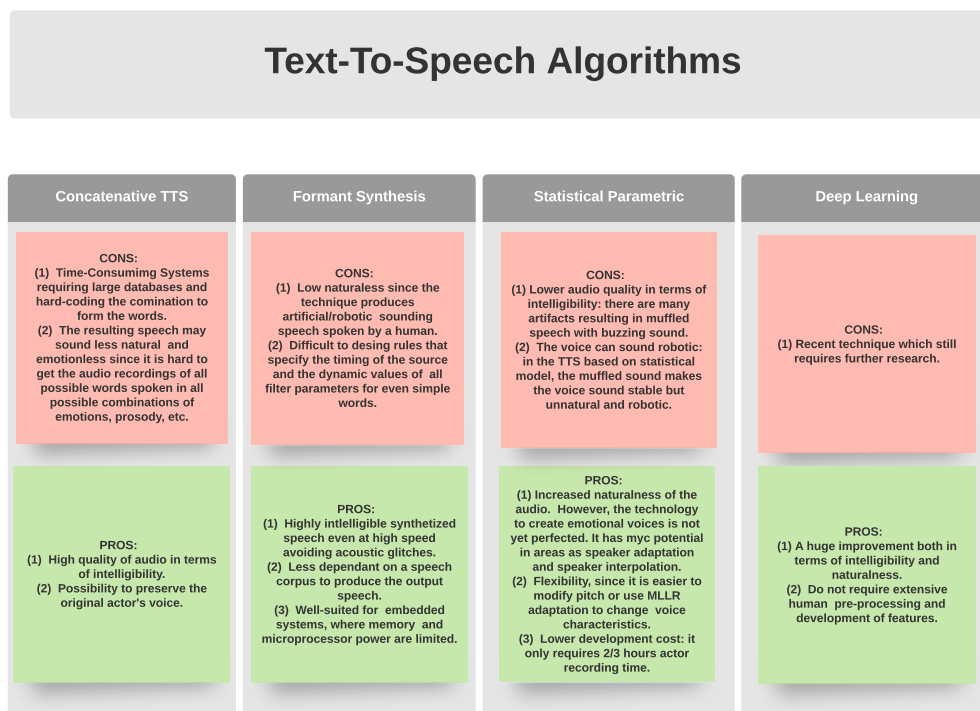 Text-To-Speech Algorithms
Concatenative TTS
CONS:
(1)  Time-Consumimg Systems
requiring large databases and
hard-coding the comination to
form the words.
(2)  The resulting speech may
sound less natural  and
emotionless since it is hard to
get the audio recordings of all
possible words spoken in all
possible combinations of
emotions, prosody, etc.
PROS:
(1)  High quality of audio in terms
of intelligibility.
(2)  Possibility to preserve the
original actor's voice.
Formant Synthesis
CONS:
(1)  Low naturaless since the
technique produces
artificial/robotic  sounding
speech spoken by a human.
(2)  Difficult to desing rules that
specify the timing of the source
and the dynamic values of  all
filter parameters for even simple
words.
PROS:
(1)  Highly intlelligible synthetized
speech even at high speed
avoiding acoustic glitches.
(2)  Less dependant on a speech
corpus to produce the output
speech.
(3)  Well-suited for  embedded
systems, where memory  and
microprocessor power are limited.
Statistical Parametric
CONS:
(1) Lower audio quality in terms of
intelligibility: there are many
artifacts resulting in muffled
speech with buzzing sound.
(2)  The voice can sound robotic:
in the TTS based on statistical
model, the muffled sound makes
the voice sound stable but
unnatural and robotic.
PROS:
(1) Increased naturalness of the
audio.  However, the technology
to create emotional voices is not
yet perfected. It has myc potential
in areas as speaker adaptation
and speaker interpolation.
(2)  Flexibility, since it is easier to
modify pitch or use MLLR
adaptation to change  voice
characteristics.
(3)  Lower development cost: it
only requires 2/3 hours actor
recording time.
Deep Learning
CONS:
(1) Recent technique which still
requires further research.
PROS:
(1) A huge improvement both in
terms of intelligibility and
naturalness.
(2)  Do not require extensive
human  pre-processing and
development of features.